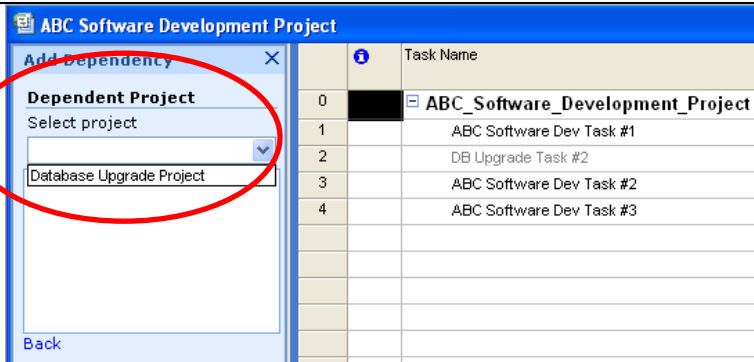 ABC Software Development Project
Add Dependency
Dependent Project
Select project
Database Upgrade Project
Back
Task Name
0 ABC_Software_Development_Project
1 ABC Software Dev Task #1
2 DB Upgrade Task #2
3 ABC Software Dev Task #2
4 ABC Software Dev Task #3